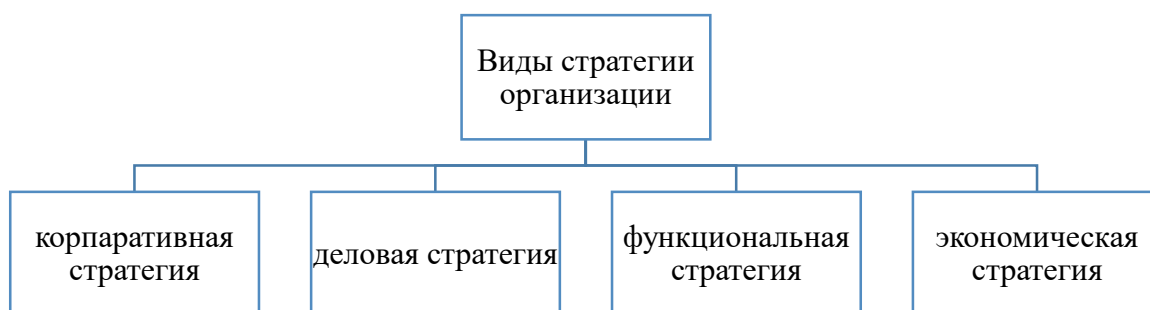 Виды стратегии
организации
корпаративная
стратегия
деловая стратегия
функциональная
стратегия
экономическая
стратегия